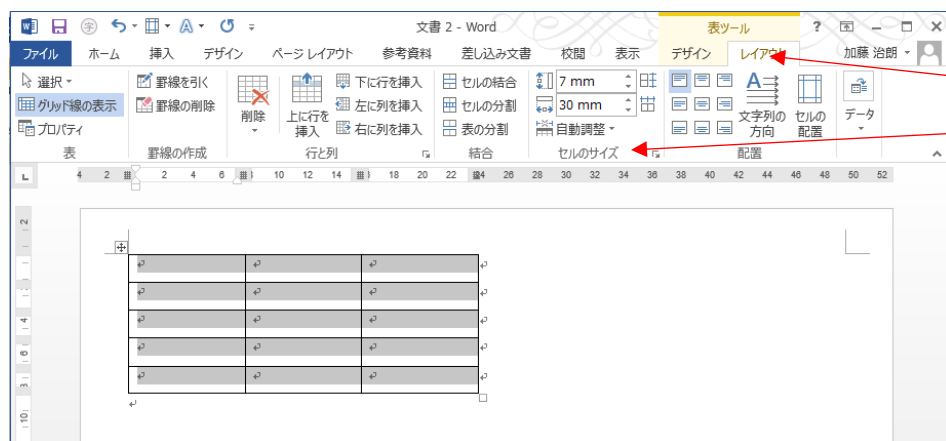 文書 2 - Word
表ツール
ファイル ホーム 挿入 デザイン ページ レイアウト 参考資料 差し込み文書 校閲 表示 デザイン レイアウト 加藤 治朗
選択 罫線を引く 下に行を挿入 セルの結合 7 mm
グリッド線の表示 罫線の削除 削除 上に行を挿入 左に列を挿入 セルの分割 30 mm 文字列の方向 セルの配置 データ
プロパティ 右に列を挿入 表の分割 自動調整
表 罫線の作成 行と列 結合 セルのサイズ 配置
4 2 2 4 6 10 12 14 18 20 22 24 26 28 30 32 34 36 38 40 42 44 46 48 50 52
2
4
6
10